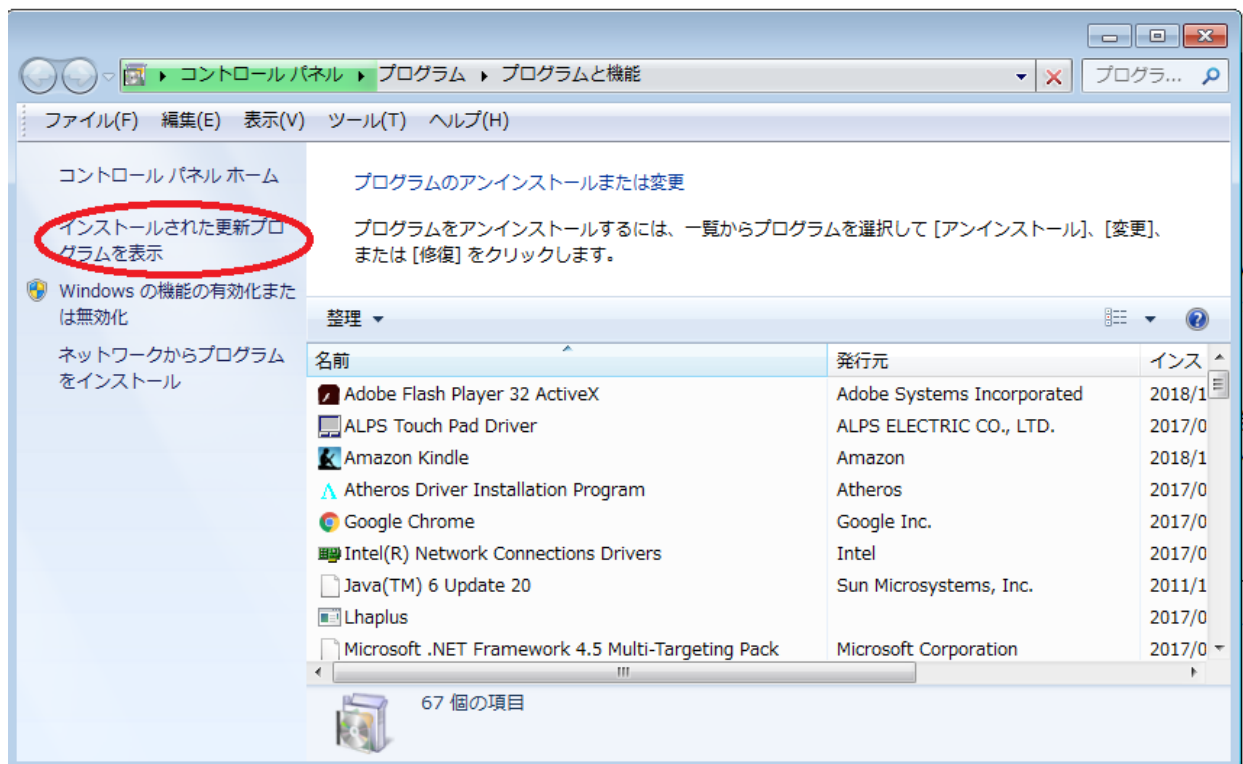 コントロール パネル ▸ プログラム ▸ プログラムと機能
プログラ...
ファイル(F) 編集(E) 表示(V) ツール(T) ヘルプ(H)
コントロール パネル ホーム
インストールされた更新プロ
グラムを表示
Windows の機能の有効化また
は無効化
ネットワークからプログラム
をインストール
プログラムのアンインストールまたは変更
プログラムをアンインストールするには、一覧からプログラムを選択して [アンインストール]、[変更]、
または [修復] をクリックします。
整理
名前 発行元 インス
Adobe Flash Player 32 ActiveX Adobe Systems Incorporated 2018/1
ALPS Touch Pad Driver ALPS ELECTRIC CO., LTD. 2017/0
Amazon Kindle Amazon 2018/1
Atheros Driver Installation Program Atheros 2017/0
Google Chrome Google Inc. 2017/0
Intel(R) Network Connections Drivers Intel 2017/0
Java(TM) 6 Update 20 Sun Microsystems, Inc. 2011/1
Lhaplus 2017/0
Microsoft .NET Framework 4.5 Multi-Targeting Pack Microsoft Corporation 2017/0
67 個の項目